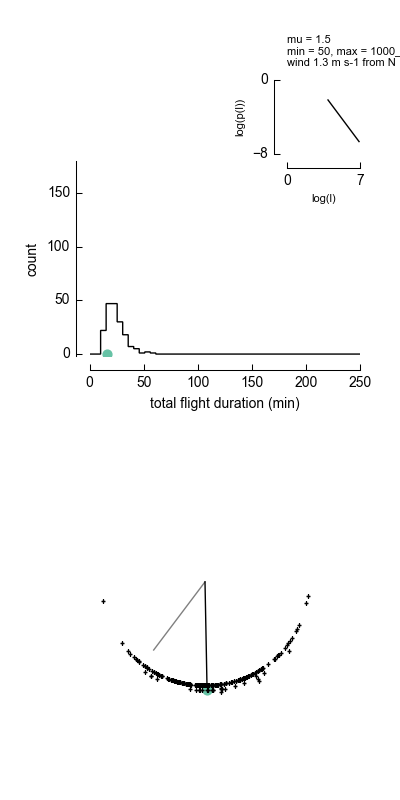 mu = 1.5
min = 50, max = 1000_
wind 1.3 m s-1 from N
0
−8
log(p(l))
0
7
log(l)
150
100
50
0
count
0
50
100
150
200
250
total flight duration (min)